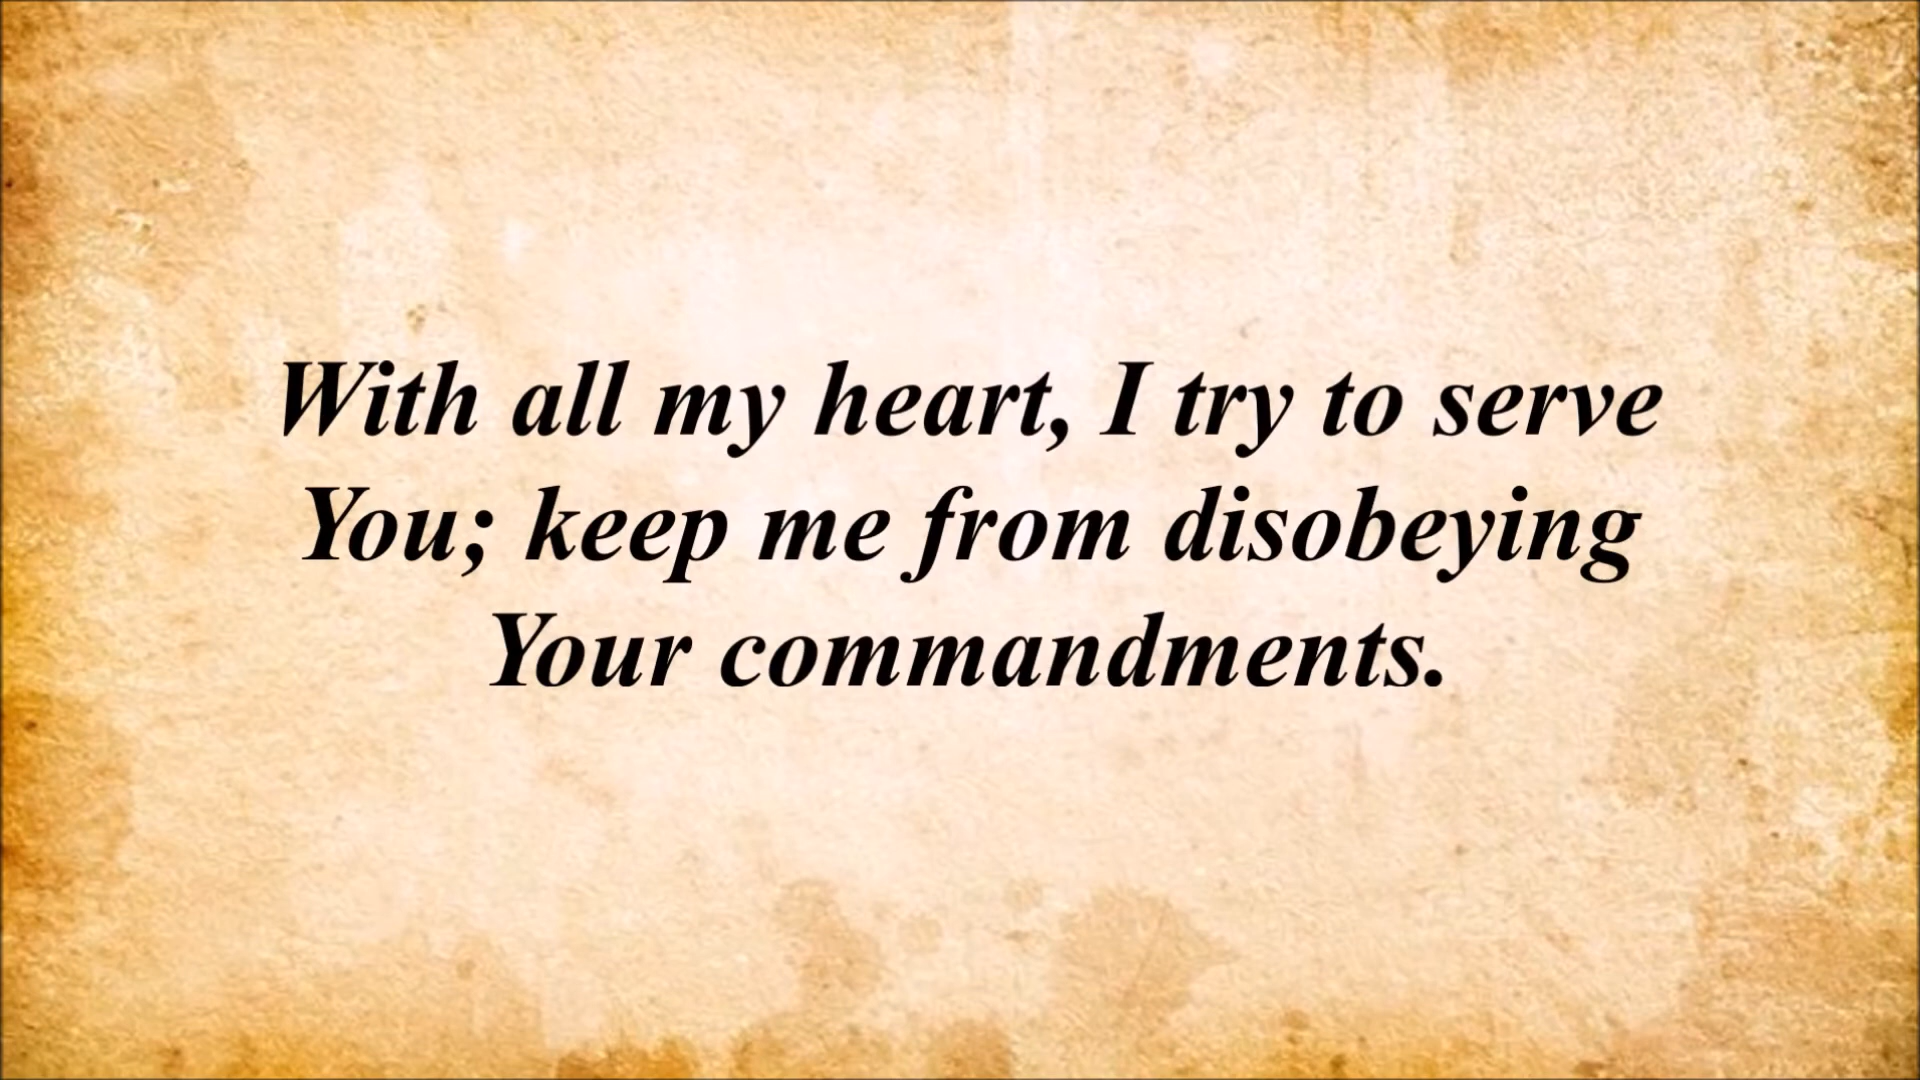 With all my heart, I try to serve
You; keep me from disobeying
Your commandments.